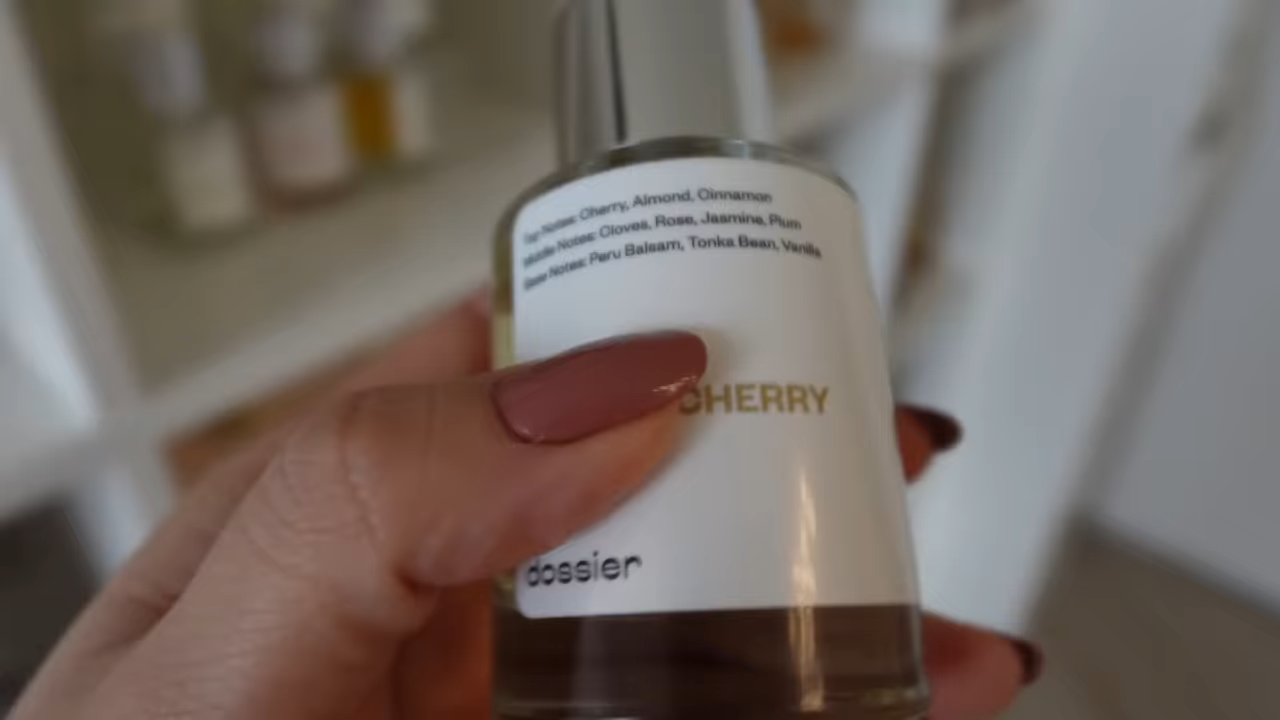 Top Notes: Cherry, Almond, Cinnamon
Middle Notes: Cloves, Rose, Jasmine, Plum
Base Notes: Peru Balsam, Tonka Bean, Vanilla
CHERRY
dossier